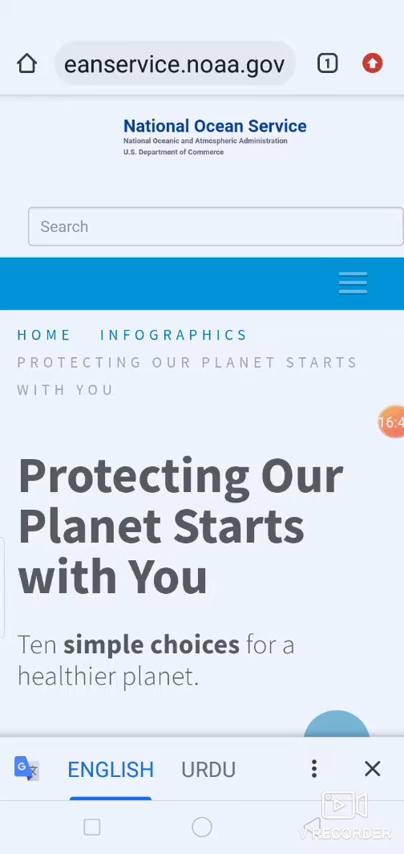 eanservice.noaa.gov
1
National Ocean Service
National Oceanic and Atmospheric Administration
U.S. Department of Commerce
Search
HOME INFOGRAPHICS
PROTECTING OUR PLANET STARTS
WITH YOU
16:4
Protecting Our
Planet Starts
with You
Ten simple choices for a
healthier planet.
ENGLISH URDU
V RECORDER